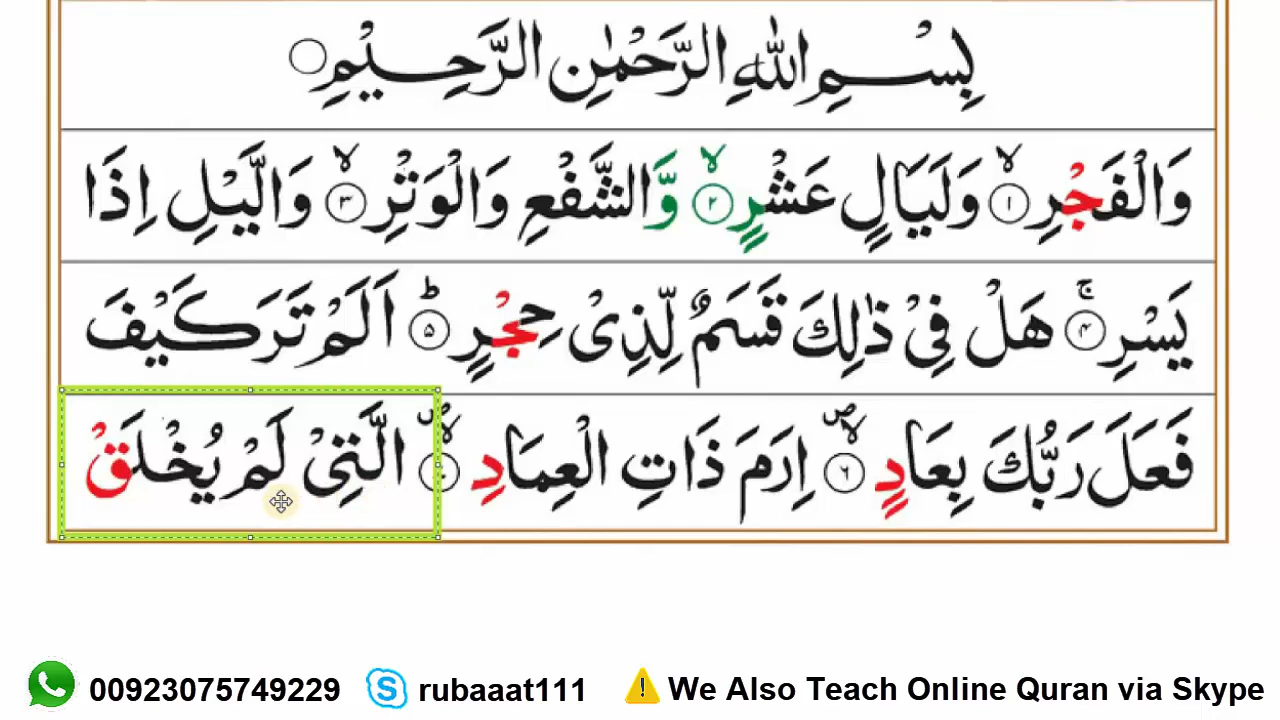 بِسْمِ اللّٰهِ الرَّحْمٰنِ الرَّحِيْمِ
وَالْفَجْرِ ۙ﴿۱﴾ وَلَيَالٍ عَشْرٍ ۙ﴿۲﴾ وَّالشَّفْعِ وَالْوَتْرِ ۙ﴿۳﴾ وَالَّيْلِ اِذَا
يَسْرِ ۚ﴿۴﴾ هَلْ فِيْ ذٰلِكَ قَسَمٌ لِّذِيْ حِجْرٍ ؕ﴿۵﴾ اَلَمْ تَرَ كَيْفَ
فَعَلَ رَبُّكَ بِعَادٍ ۪ۙ﴿۶﴾ اِرَمَ ذَاتِ الْعِمَادِ ۪ۙ الَّتِيْ لَمْ يُخْلَقْ
00923075749229 rubaaat111 We Also Teach Online Quran via Skype